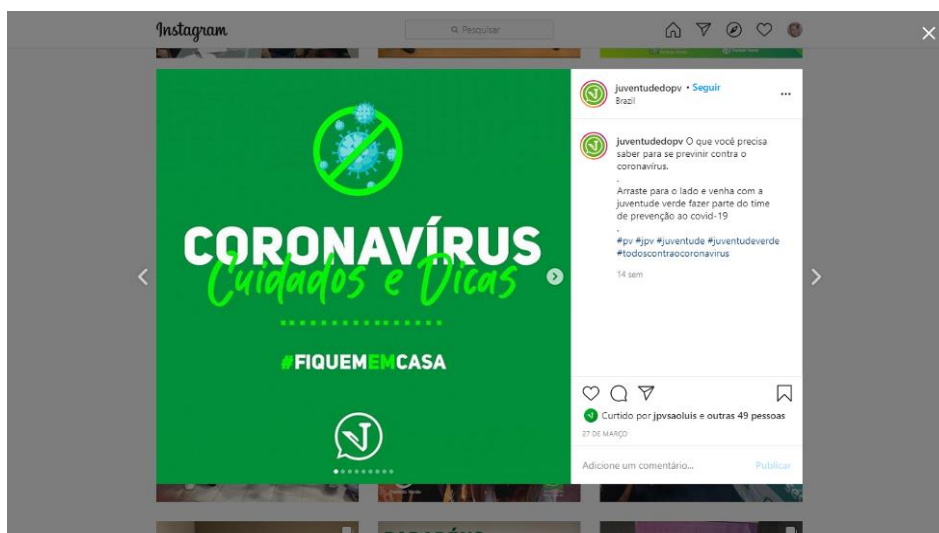 Instagram
Pesquisar
CORONAVÍRUS
Cuidados e Dicas
#FIQUEMEMCASA
juventudedopv • Seguir
Brazil
juventudedopv O que você precisa
saber para se previnir contra o
coronavírus.
.
Arraste para o lado e venha com a
juventude verde fazer parte do time
de prevenção ao covid-19
.
#pv #jpv #juventude #juventudeverde
#todoscontraocoronavirus
14 sem
Curtido por jpvsaoluis e outras 49 pessoas
27 DE MARÇO
Adicione um comentário...
Publicar